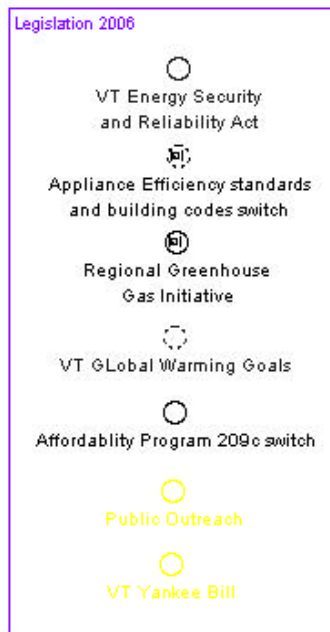 Legislation 2006
VT Energy Security
and Reliability Act
Appliance Efficiency standards
and building codes switch
Regional Greenhouse
Gas Initiative
VT GLobal Warming Goals
Affordablity Program 209c switch
Public Outreach
VT Yankee Bill